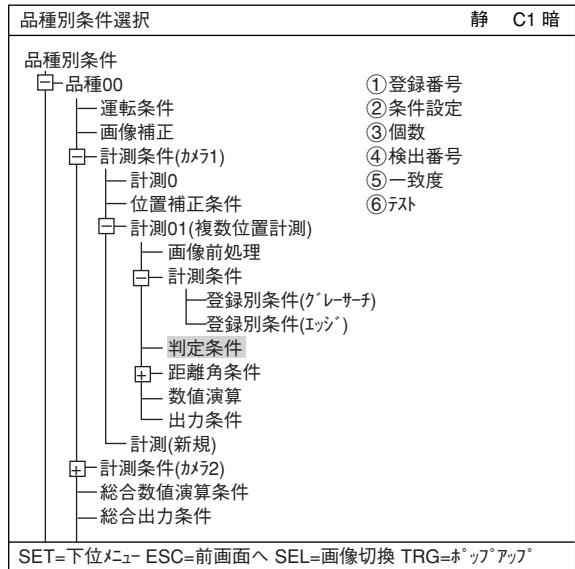 品種別条件選択 静 C1 暗
品種別条件
品種00 ①登録番号
運転条件 ②条件設定
画像補正 ③個数
計測条件(ｶﾒﾗ1) ④検出番号
計測0 ⑤一致度
位置補正条件 ⑥ﾃｽﾄ
計測01(複数位置計測)
画像前処理
計測条件
登録別条件(ｸﾞﾚｰｻｰﾁ)
登録別条件(ｴｯｼﾞ)
判定条件
距離角条件
数値演算
出力条件
計測(新規)
計測条件(ｶﾒﾗ2)
総合数値演算条件
総合出力条件
SET=下位ﾒﾆｭｰ ESC=前画面へ SEL=画像切換 TRG=ﾎﾟｯﾌﾟｱｯﾌﾟ